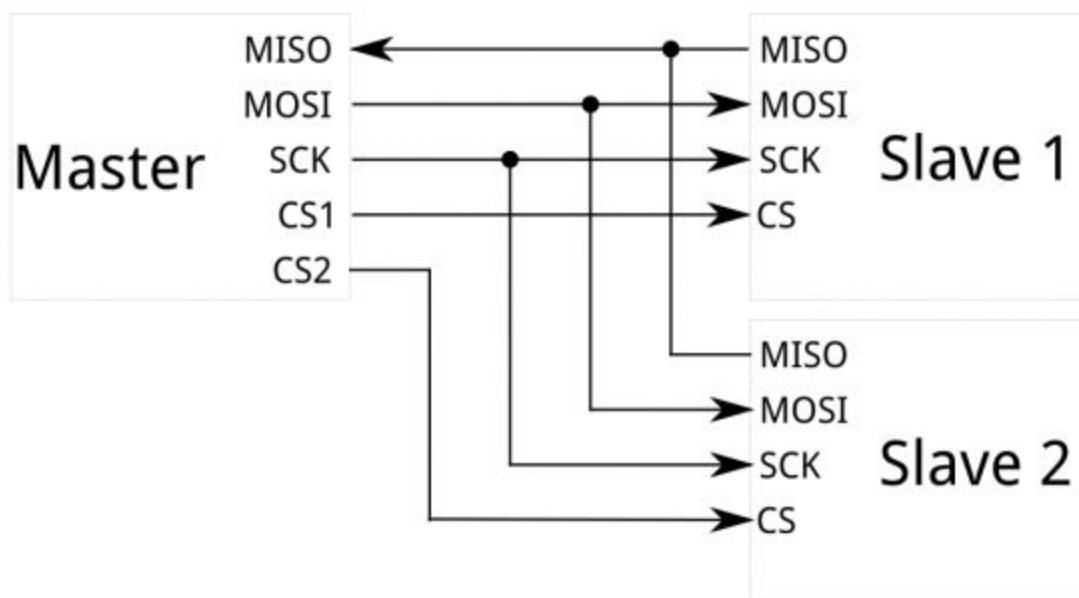 Master
MISO
MOSI
SCK
CS1
CS2
MISO
MOSI
SCK
CS
Slave 1
MISO
MOSI
SCK
CS
Slave 2